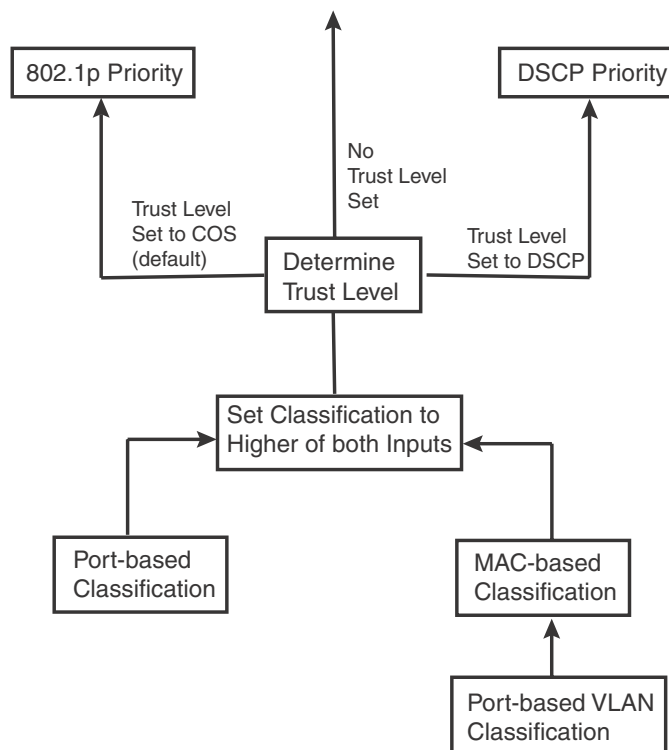 802.1p Priority
DSCP Priority
No
Trust Level
Set
Trust Level
Set to COS
(default)
Trust Level
Set to DSCP
Determine
Trust Level
Set Classification to
Higher of both Inputs
Port-based
Classification
MAC-based
Classification
Port-based VLAN
Classification